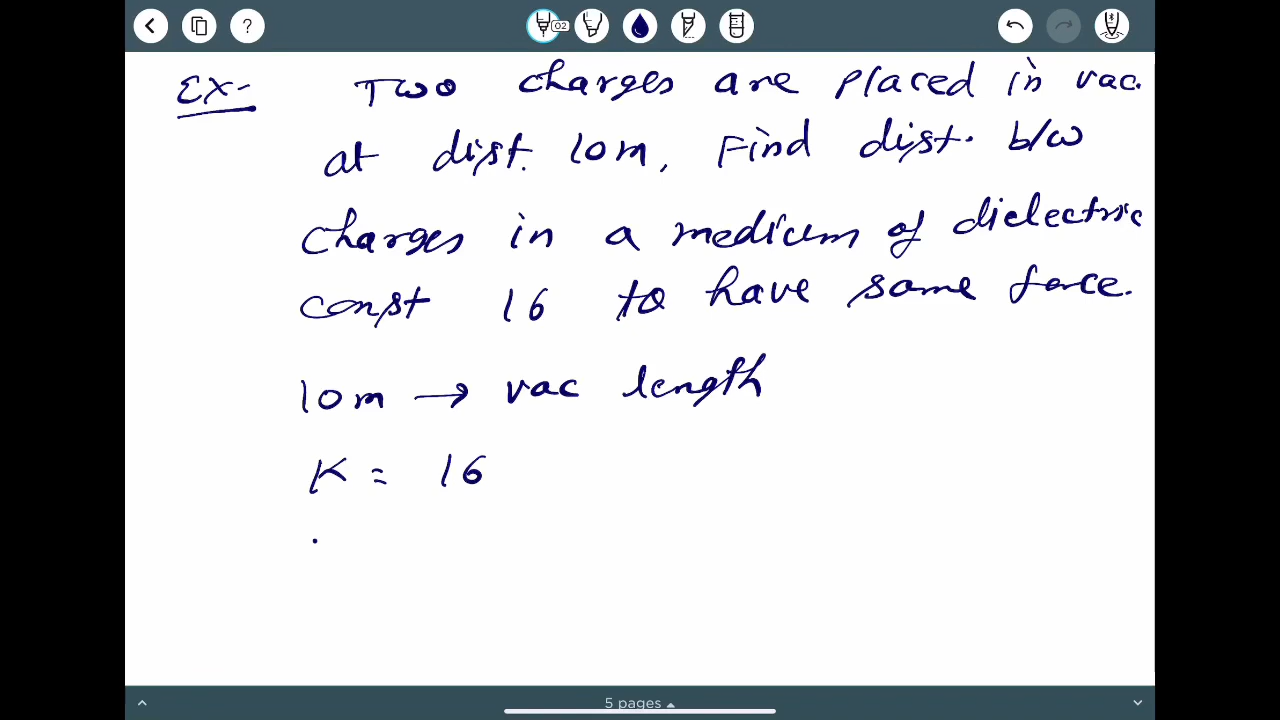 ?
02
Ex- Two charges are placed in vac.
at dist. 10m, Find dist. b/w
charges in a medium of dielectric
const 16 to have same force.
10m → vac length
K = 16
5 pages